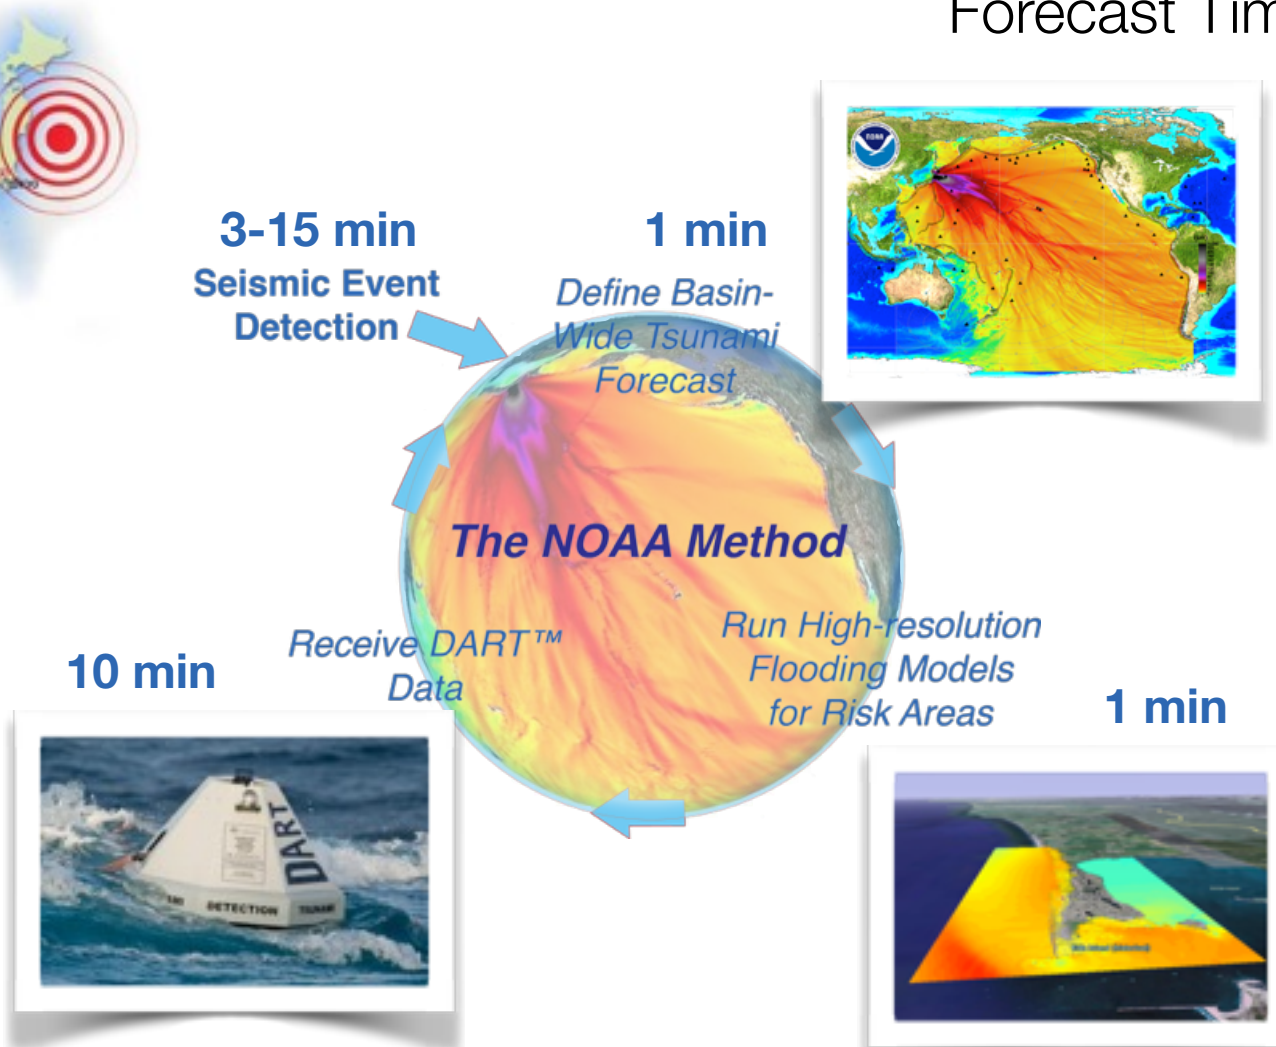 Forecast Tim
NOAA
3-15 min
Seismic Event
Detection
1 min
Define Basin-
Wide Tsunami
Forecast
The NOAA Method
Receive DART™
Data
10 min
Run High-resolution
Flooding Models
for Risk Areas
1 min
DART
DETECTION
TSUNAMI